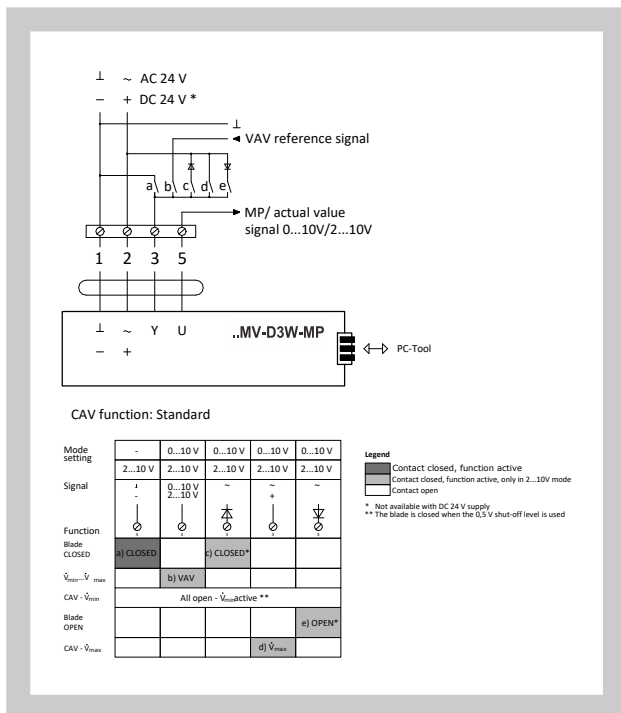 ⊥ ~ AC 24 V
− + DC 24 V *
⊥
VAV reference signal
a b c d e
MP/ actual value
signal 0...10V/2...10V
1 2 3 5
⊥ ~ Y U ..MV-D3W-MP
− +
PC-Tool
CAV function: Standard
Mode
setting
- 0...10 V 0...10 V 0...10 V 0...10 V
2...10 V 2...10 V 2...10 V 2...10 V 2...10 V
Signal
⊥ 0...10 V ~ ~ ~
- 2...10 V +
Function
3 3 3 3 3
Blade
CLOSED
a) CLOSED c) CLOSED*
V̇min...V̇ max b) VAV
CAV - V̇min All open - V̇minactive **
Blade
OPEN
e) OPEN*
CAV - V̇max d) V̇max
Legend
Contact closed, function active
Contact closed, function active, only in 2...10V mode
Contact open
* Not available with DC 24 V supply
** The blade is closed when the 0,5 V shut-off level is used